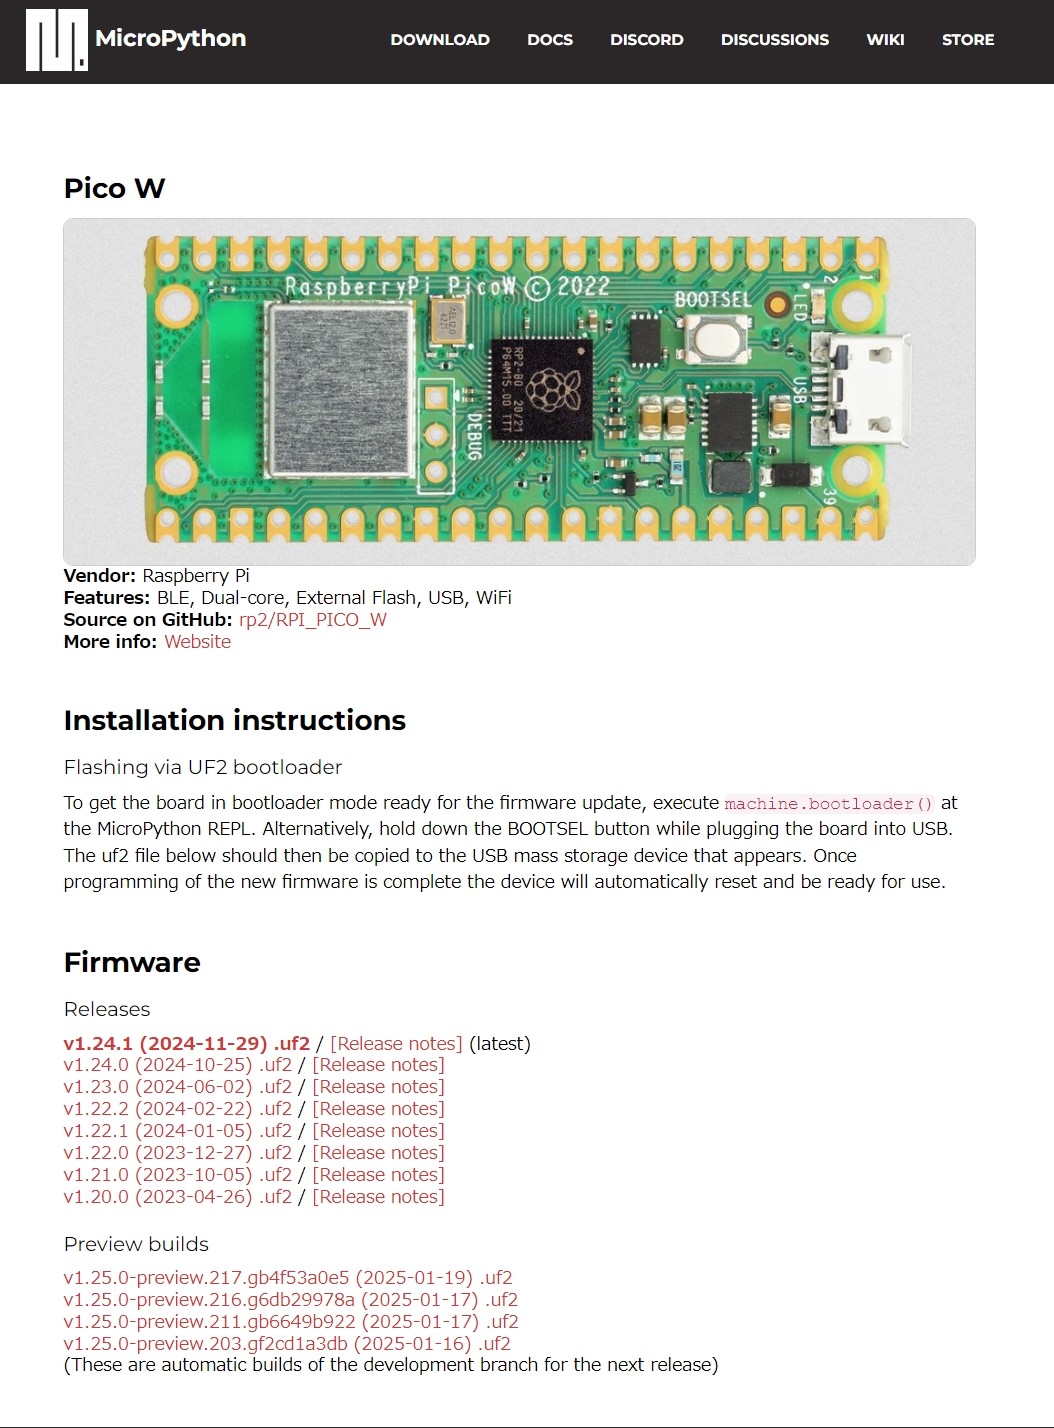 MicroPython
DOWNLOAD DOCS DISCORD DISCUSSIONS WIKI STORE
Pico W
RaspberryPi PicoW © 2022
BOOTSEL
LED
2
1
USB
DEBUG
RP2-B0 20/21
P64M15.00 TTT
39
Vendor: Raspberry Pi
Features: BLE, Dual-core, External Flash, USB, WiFi
Source on GitHub: rp2/RPI_PICO_W
More info: Website
Installation instructions
Flashing via UF2 bootloader
To get the board in bootloader mode ready for the firmware update, execute machine.bootloader() at
the MicroPython REPL. Alternatively, hold down the BOOTSEL button while plugging the board into USB.
The uf2 file below should then be copied to the USB mass storage device that appears. Once
programming of the new firmware is complete the device will automatically reset and be ready for use.
Firmware
Releases
v1.24.1 (2024-11-29) .uf2 / [Release notes] (latest)
v1.24.0 (2024-10-25) .uf2 / [Release notes]
v1.23.0 (2024-06-02) .uf2 / [Release notes]
v1.22.2 (2024-02-22) .uf2 / [Release notes]
v1.22.1 (2024-01-05) .uf2 / [Release notes]
v1.22.0 (2023-12-27) .uf2 / [Release notes]
v1.21.0 (2023-10-05) .uf2 / [Release notes]
v1.20.0 (2023-04-26) .uf2 / [Release notes]
Preview builds
v1.25.0-preview.217.gb4f53a0e5 (2025-01-19) .uf2
v1.25.0-preview.216.g6db29978a (2025-01-17) .uf2
v1.25.0-preview.211.gb6649b922 (2025-01-17) .uf2
v1.25.0-preview.203.gf2cd1a3db (2025-01-16) .uf2
(These are automatic builds of the development branch for the next release)